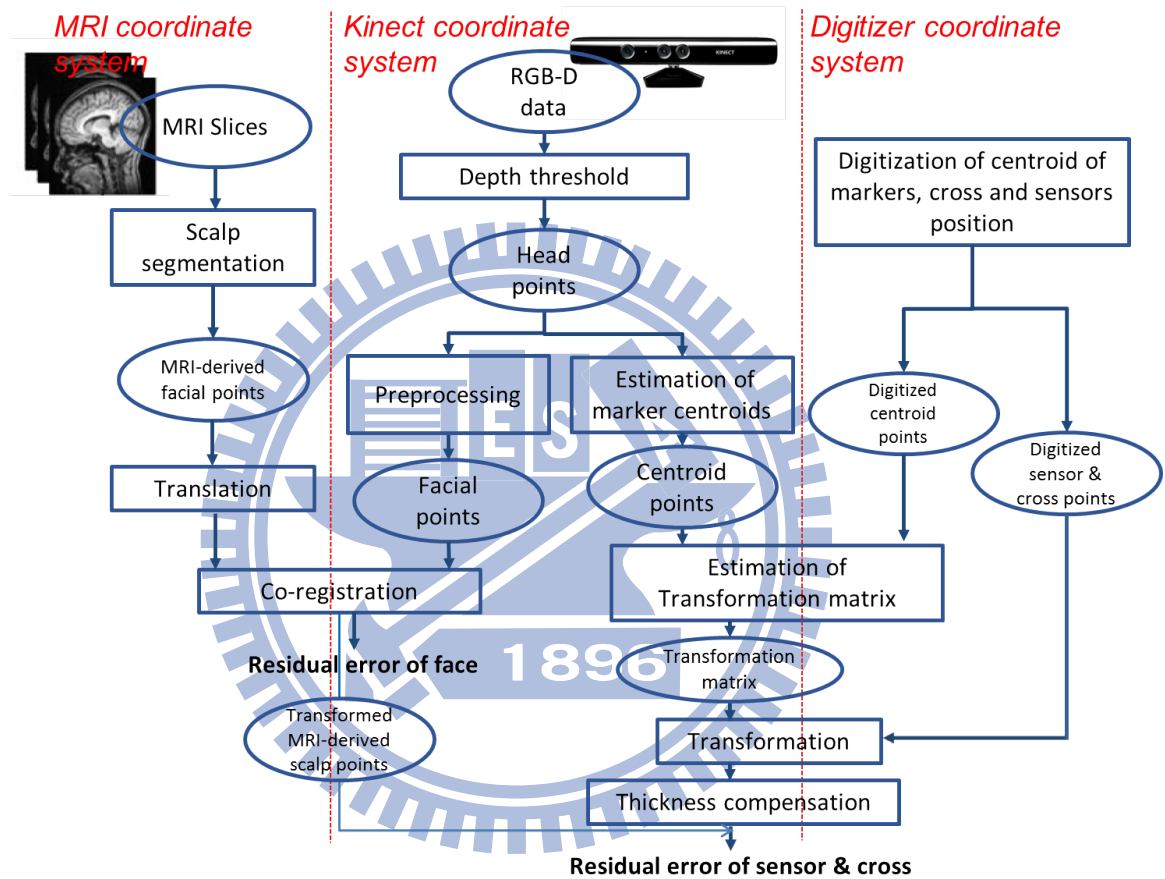 MRI coordinate
system
Kinect coordinate
system
Digitizer coordinate
system
KINECT
MRI Slices
RGB-D
data
Depth threshold
Digitization of centroid of
markers, cross and sensors
position
Scalp
segmentation
Head
points
MRI-derived
facial points
Preprocessing
Estimation of
marker centroids
Digitized
centroid
points
Digitized
sensor &
cross points
Translation
Facial
points
Centroid
points
Co-registration
Estimation of
Transformation matrix
Residual error of face
Transformation
matrix
Transformed
MRI-derived
scalp points
Transformation
Thickness compensation
Residual error of sensor & cross
E S A
8
1896